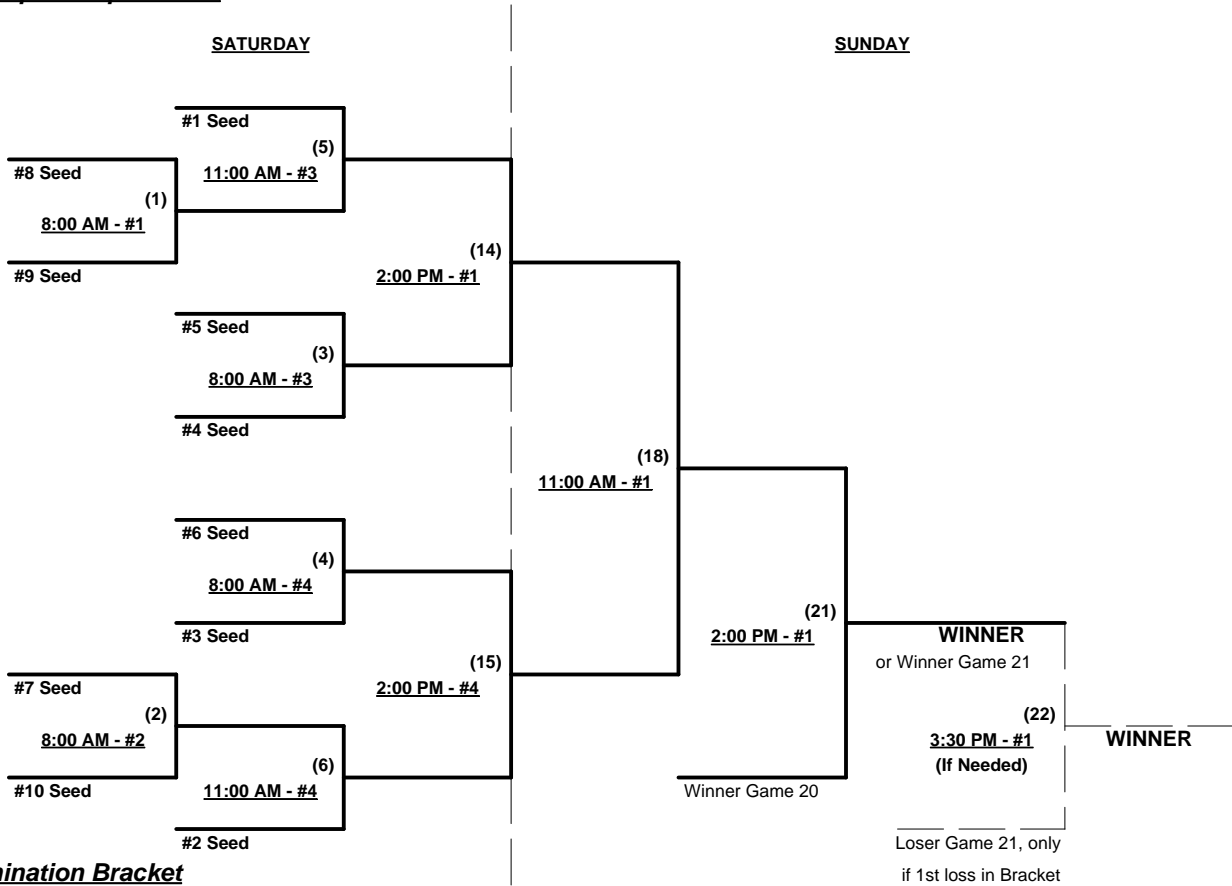 SATURDAY
SUNDAY
#1 Seed
(5)
11:00 AM - #3
#8 Seed
(1)
8:00 AM - #1
#9 Seed
(14)
2:00 PM - #1
#5 Seed
(3)
8:00 AM - #3
#4 Seed
(18)
11:00 AM - #1
#6 Seed
(4)
8:00 AM - #4
#3 Seed
(21)
2:00 PM - #1
WINNER
or Winner Game 21
(15)
2:00 PM - #4
#7 Seed
(2)
8:00 AM - #2
#10 Seed
(6)
11:00 AM - #4
#2 Seed
Winner Game 20
(22)
3:30 PM - #1
(If Needed)
WINNER
Loser Game 21, only
if 1st loss in Bracket
Bracket